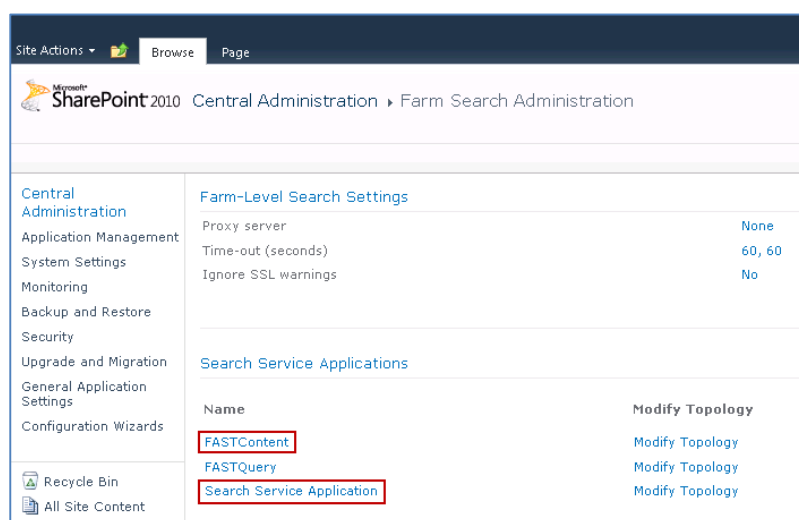 Site Actions Browse Page
Microsoft
SharePoint 2010 Central Administration Farm Search Administration
Central
Administration
Application Management
System Settings
Monitoring
Backup and Restore
Security
Upgrade and Migration
General Application
Settings
Configuration Wizards
Recycle Bin
All Site Content
Farm-Level Search Settings
Proxy server None
Time-out (seconds) 60, 60
Ignore SSL warnings No
Search Service Applications
Name Modify Topology
FASTContent Modify Topology
FASTQuery Modify Topology
Search Service Application Modify Topology